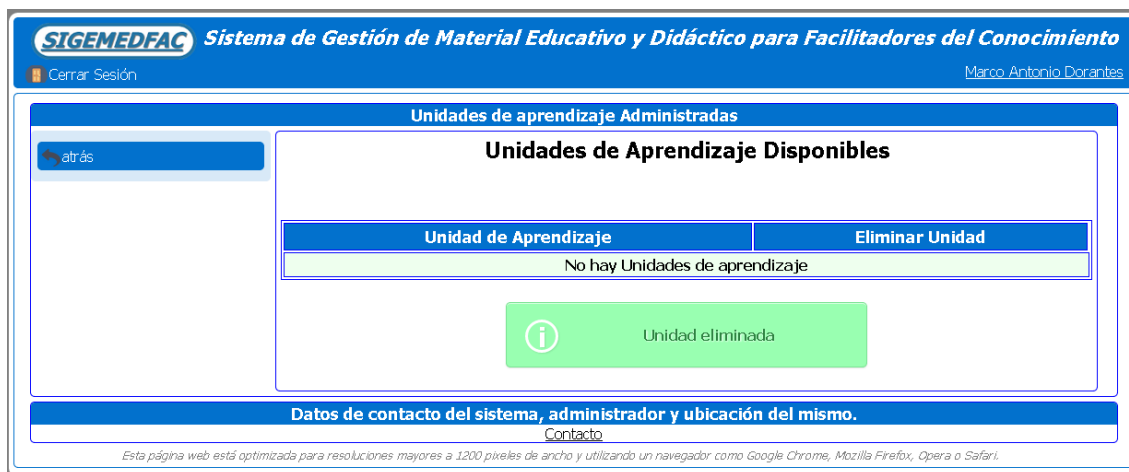 SIGEMEDFAC Sistema de Gestión de Material Educativo y Didáctico para Facilitadores del Conocimiento
Cerrar Sesión Marco Antonio Dorantes
Unidades de aprendizaje Administradas
atrás
Unidades de Aprendizaje Disponibles
Unidad de Aprendizaje Eliminar Unidad
No hay Unidades de aprendizaje
Unidad eliminada
Datos de contacto del sistema, administrador y ubicación del mismo.
Contacto
Esta página web está optimizada para resoluciones mayores a 1200 pixeles de ancho y utilizando un navegador como Google Chrome, Mozilla Firefox, Opera o Safari.